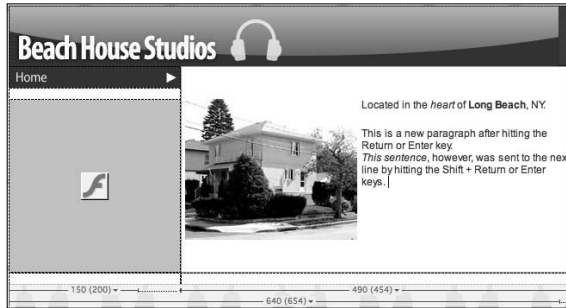 Beach House Studios
Home
Located in the heart of Long Beach, NY.
This is a new paragraph after hitting the
Return or Enter key.
This sentence, however, was sent to the nex
line by hitting the Shift + Return or Enter
keys.
150 (200)
490 (454)
640 (654)